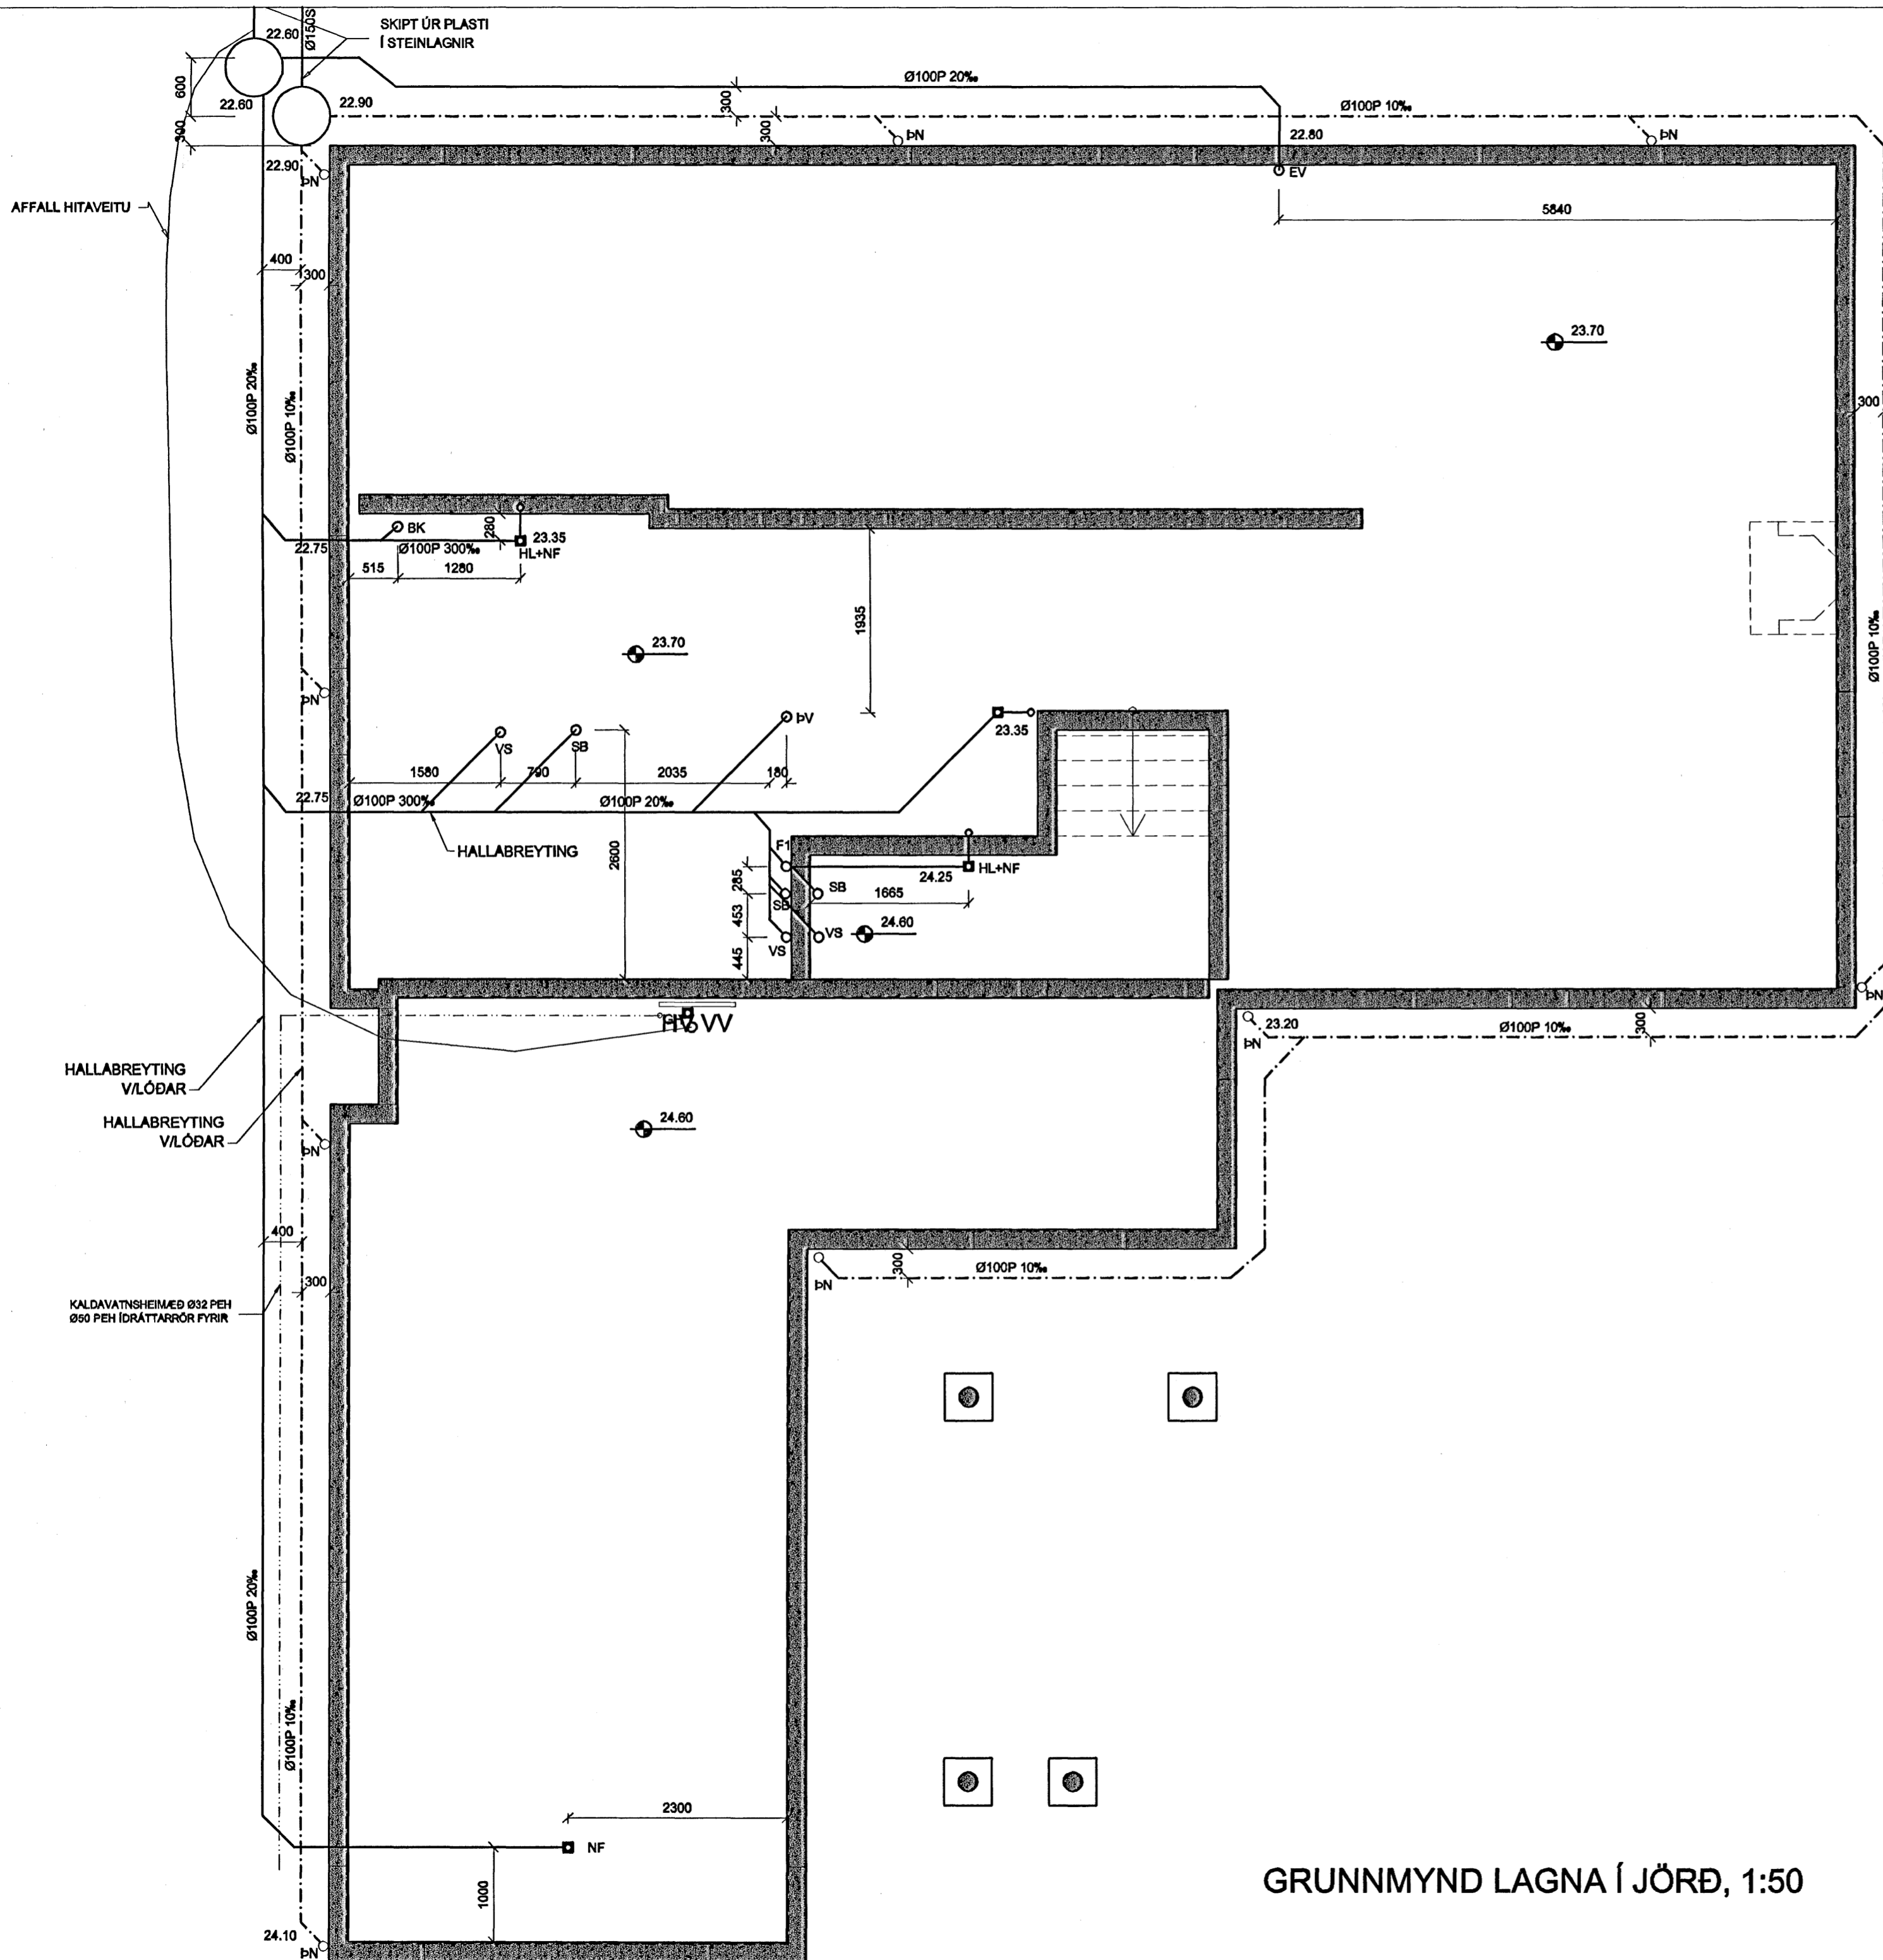 22.60
Ø150S
SKIPT ÚR PLASTI
Í STEINLAGNIR
600
22.60
22.90
300
300
Ø100P 20‰
Ø100P 10‰
300
ÞN
22.80
ÞN
22.90
ÞN
EV
AFFALL HITAVEITU
5840
400
300
23.70
Ø100P 20‰
Ø100P 10‰
300
BK
280
23.35
22.75
Ø100P 300‰
HL+NF
515
1280
1935
Ø100P 10‰
23.70
ÞN
VS
SB
ÞV
23.35
1580
790
2035
180
22.75
Ø100P 300‰
Ø100P 20‰
HALLABREYTING
2600
F1
285
24.25
HL+NF
SB
SB
1665
453
VS
VS
24.60
445
ÞN
HV VV
ÞN
23.20
Ø100P 10‰
300
HALLABREYTING
V/LÓÐAR
HALLABREYTING
V/LÓÐAR
24.60
ÞN
400
300
300
Ø100P 10‰
ÞN
KALDAVATNSHEIMÆÐ Ø32 PEH
Ø50 PEH ÍDRÁTTARRÖR FYRIR
Ø100P 20‰
Ø100P 10‰
2300
NF
1000
GRUNNMYND LAGNA Í JÖRÐ, 1:50
24.10
ÞN